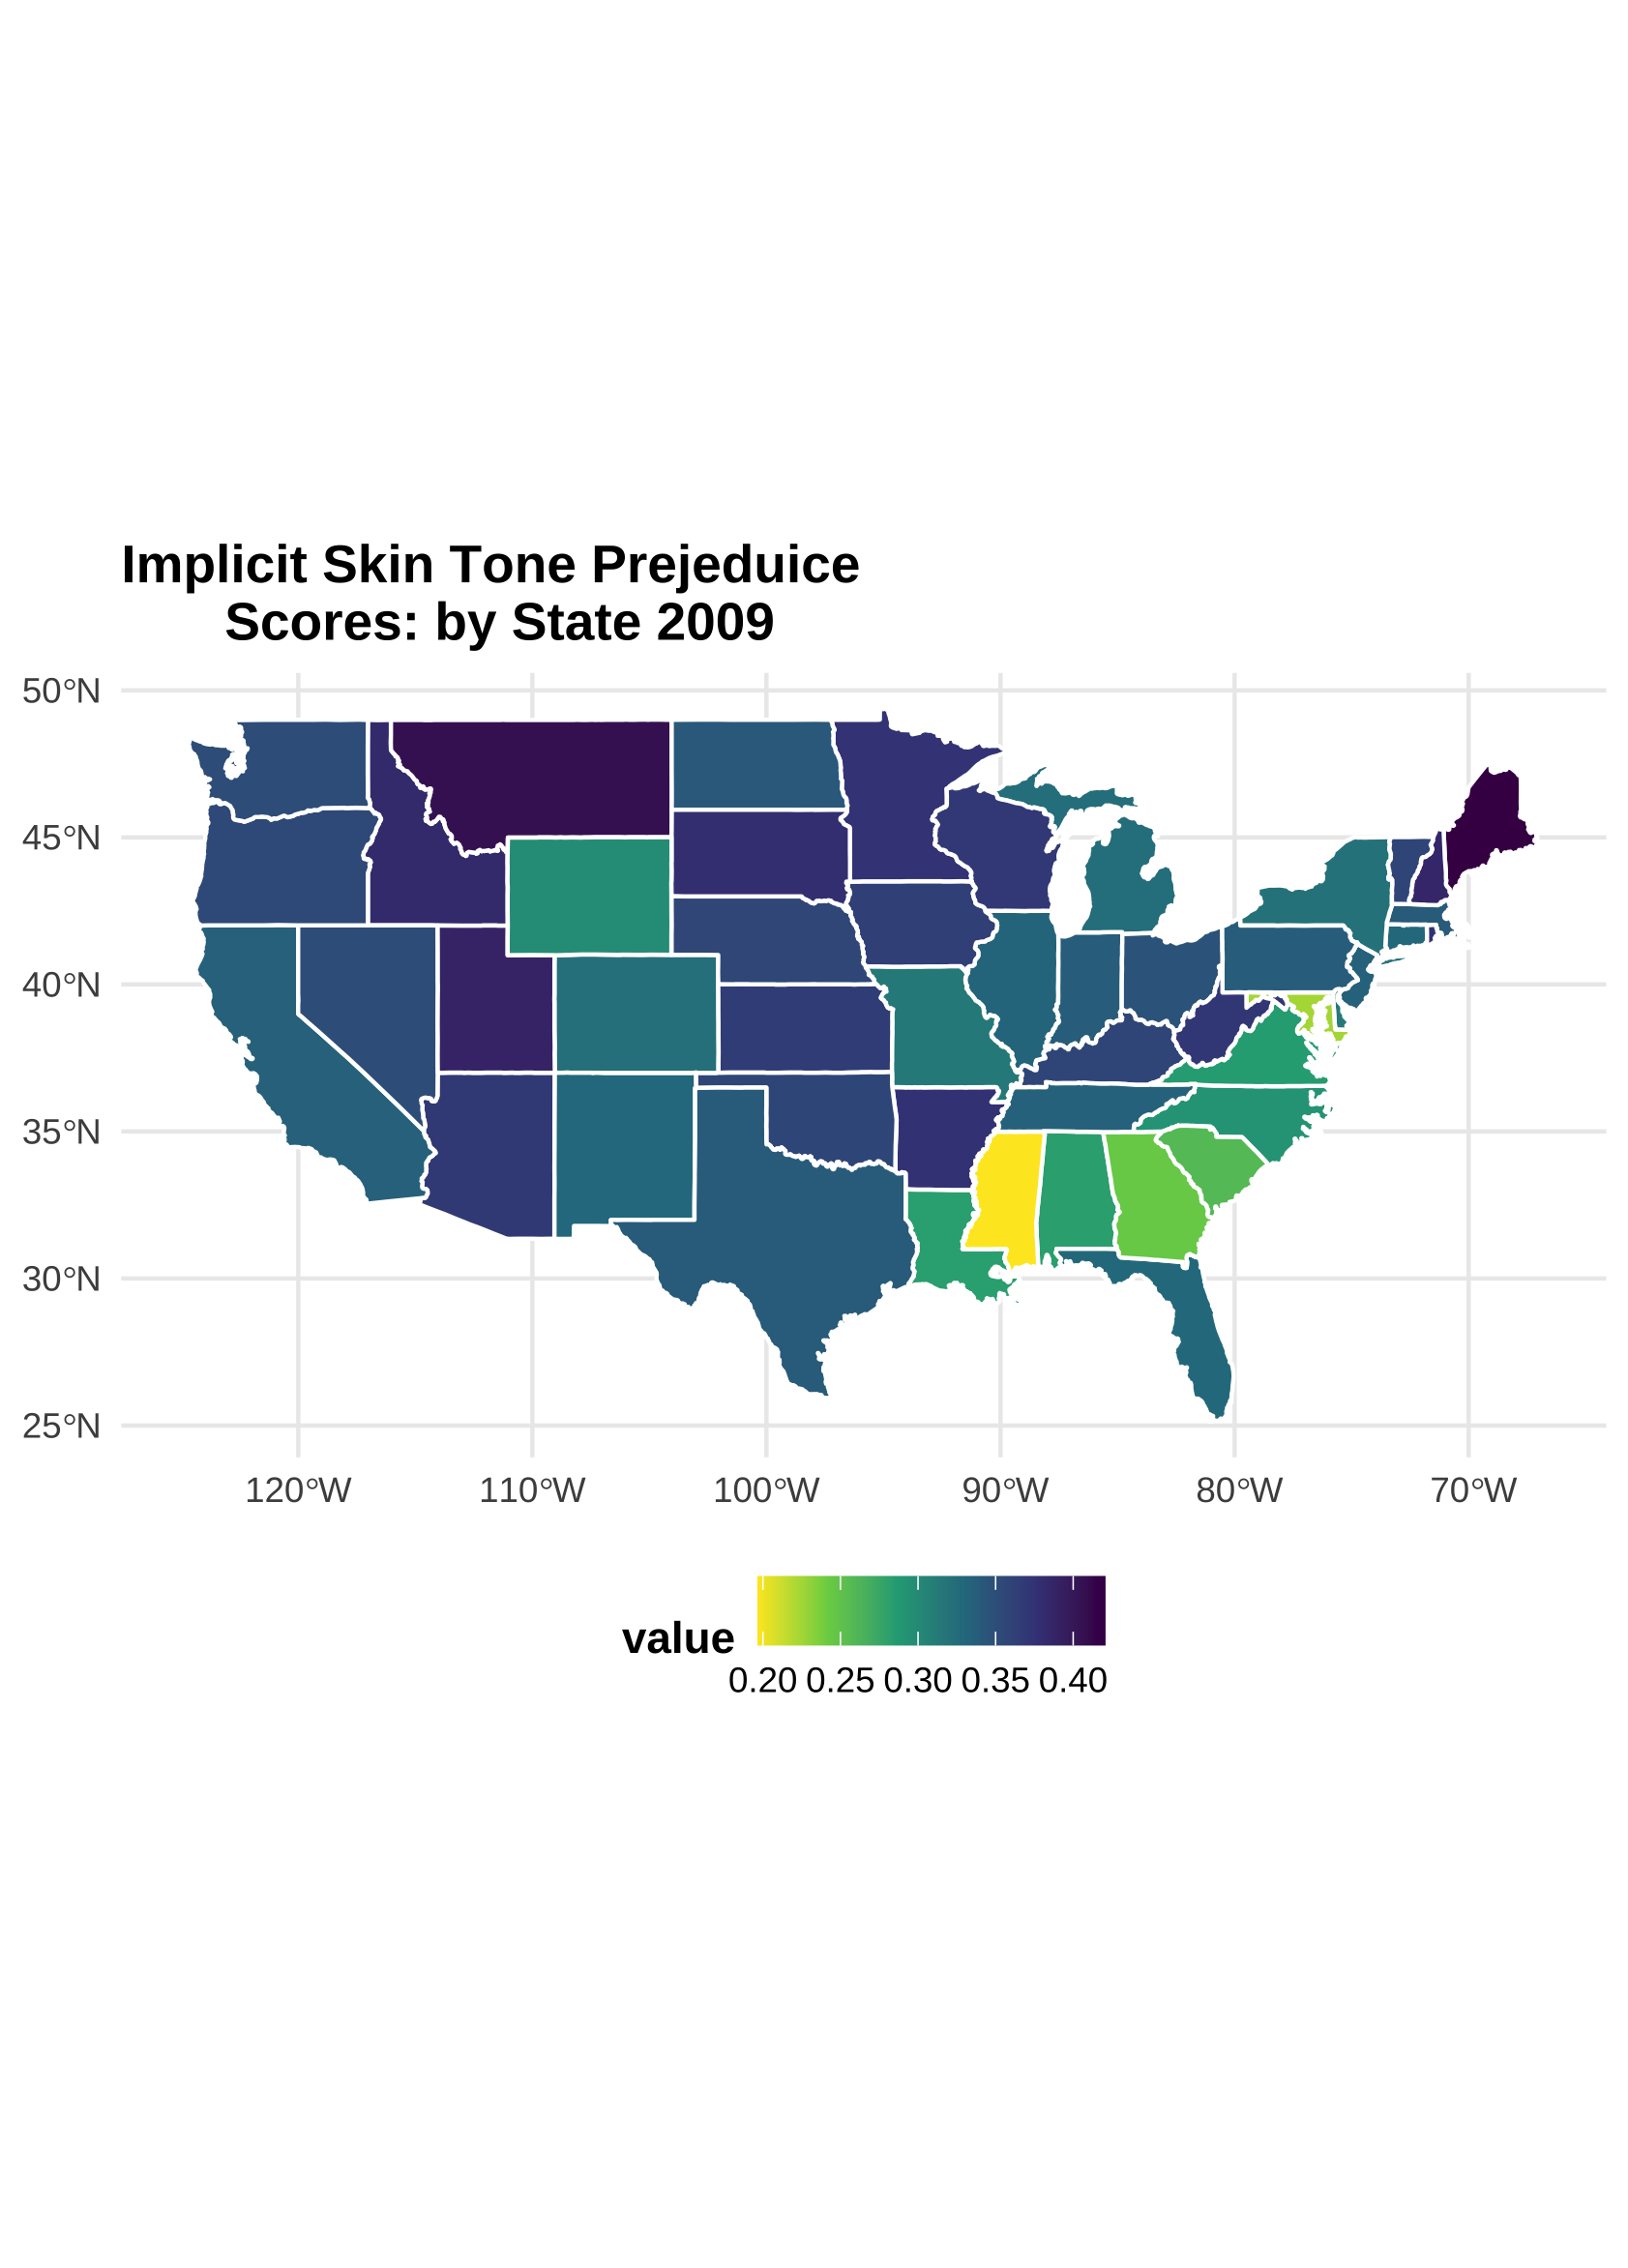 Implicit Skin Tone Prejeduice
Scores: by State 2009
50°N
45°N
40°N
35°N
30°N
25°N
120°W 110°W 100°W 90°W 80°W 70°W
value
0.20 0.25 0.30 0.35 0.40